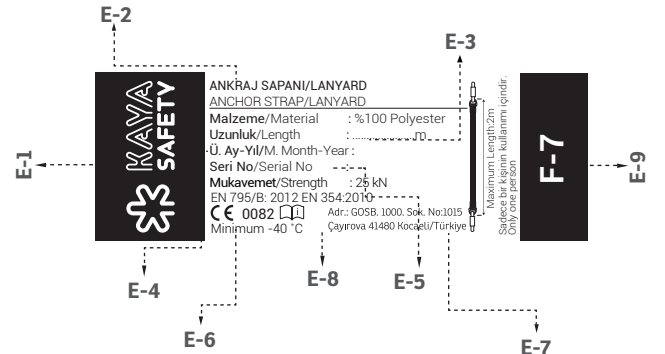 E-2
E-3
KAYA
SAFETY
ANKRAJ SAPANI/LANYARD
ANCHOR STRAP/LANYARD
Malzeme/Material : %100 Polyester
Uzunluk/Length :..................m
Ü. Ay-Yıl/M. Month-Year :
Seri No/Serial No :
Mukavemet/Strength : 25 kN
EN 795/B: 2012 EN 354:2010
CE 0082 i
Adr.: GOSB. 1000. Sok. No:1015
Minimum -40 °C
Çayırova 41480 Kocaeli/Türkiye
Maximum Length:2m
Sadece bir kişinin kullanımı içindir.
Only one person
F-7
E-1
E-9
E-4
E-8
E-5
E-6
E-7